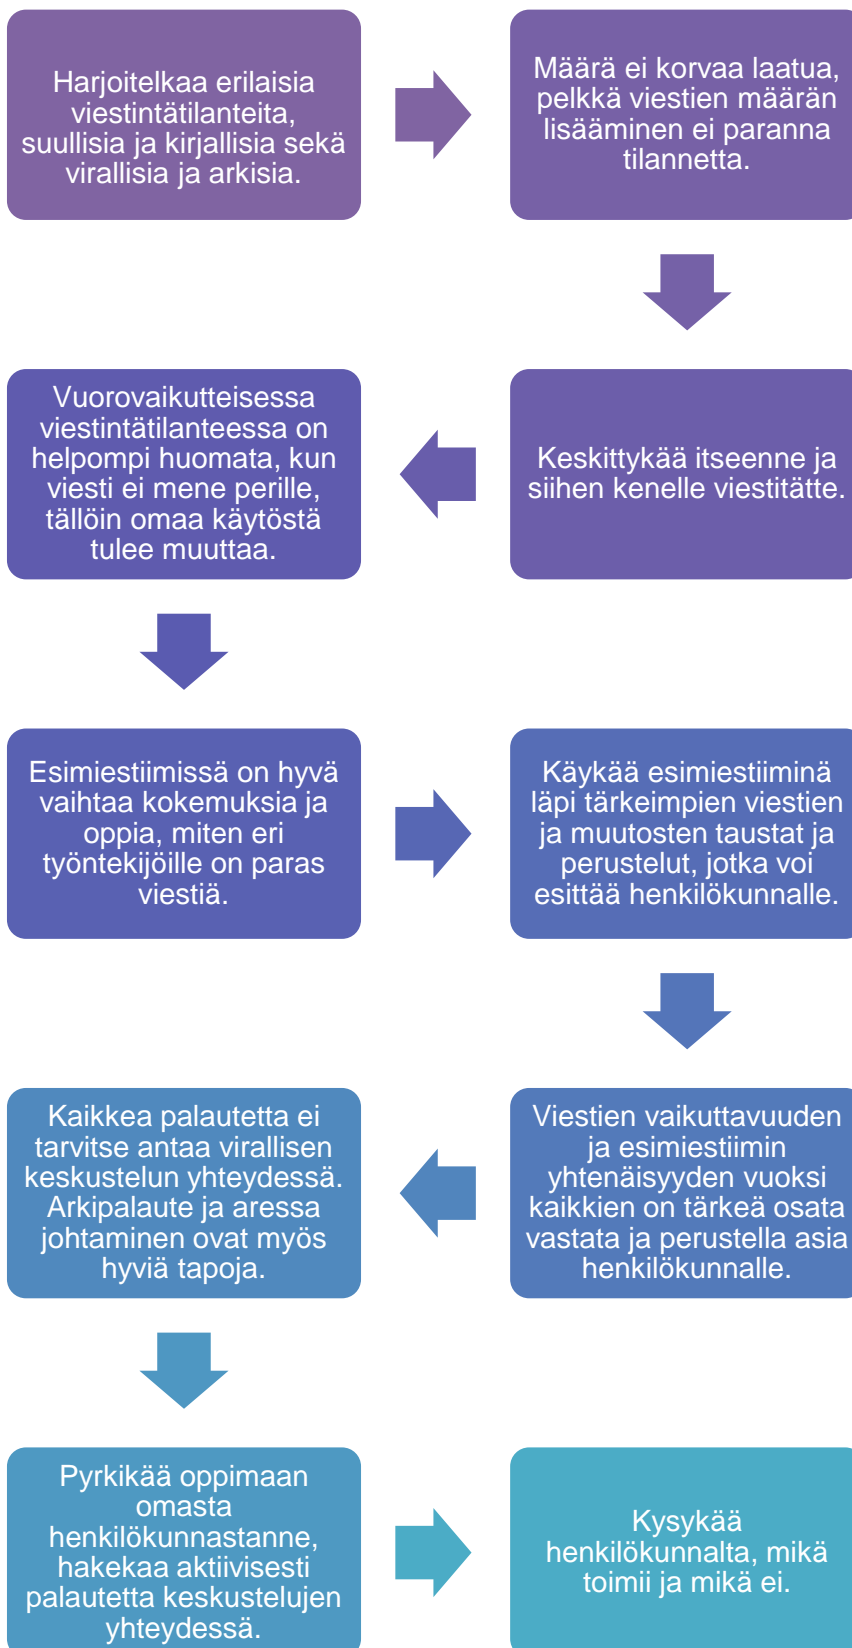 Harjoitelkaa erilaisia
viestintätilanteita,
suullisia ja kirjallisia sekä
virallisia ja arkisia.
Määrä ei korvaa laatua,
pelkkä viestien määrän
lisääminen ei paranna
tilannetta.
Keskittykää itseenne ja
siihen kenelle viestitätte.
Vuorovaikutteisessa
viestintätilanteessa on
helpompi huomata, kun
viesti ei mene perille,
tällöin omaa käytöstä
tulee muuttaa.
Esimiestiimissä on hyvä
vaihtaa kokemuksia ja
oppia, miten eri
työntekijöille on paras
viestiä.
Käykää esimiestiiminä
läpi tärkeimpien viestien
ja muutosten taustat ja
perustelut, jotka voi
esittää henkilökunnalle.
Viestien vaikuttavuuden
ja esimiestiimin
yhtenäisyyden vuoksi
kaikkien on tärkeä osata
vastata ja perustella asia
henkilökunnalle.
Kaikkea palautetta ei
tarvitse antaa virallisen
keskustelun yhteydessä.
Arkipalaute ja aressa
johtaminen ovat myös
hyviä tapoja.
Pyrkikää oppimaan
omasta
henkilökunnastanne,
hakekaa aktiivisesti
palautetta keskustelujen
yhteydessä.
Kysykää
henkilökunnalta, mikä
toimii ja mikä ei.